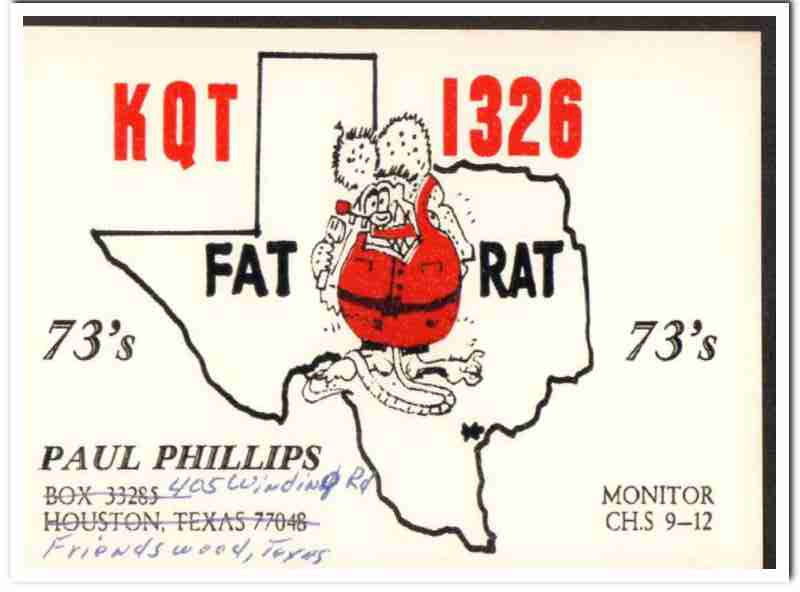 KQT 1326
FAT RAT
73's 73's
PAUL PHILLIPS
BOX 33285 405 Winding Rd
HOUSTON, TEXAS 77048
Friendswood, Texas
MONITOR
CH.S 9-12